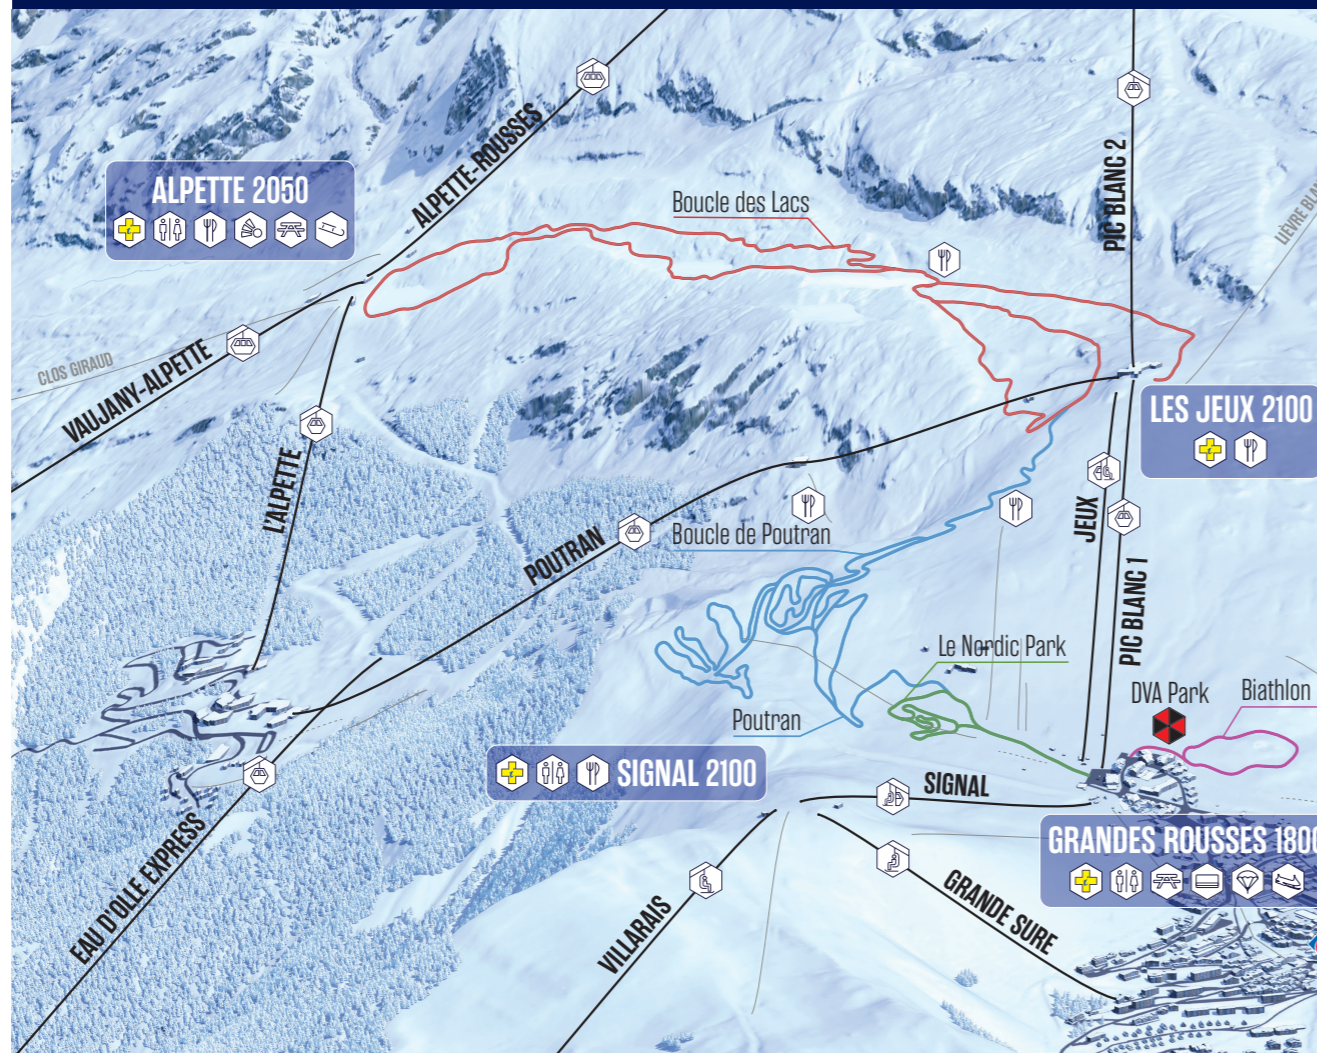 ALPETTE 2050
ALPETTE-ROUSSES
PIC BLANC 2
Boucle des Lacs
LIÈVRE BLAN
CLOS GIRAUD
VAUJANY-ALPETTE
LES JEUX 2100
L'ALPETTE
POUTRAN
Boucle de Poutran
JEUX
PIC BLANC 1
Le Nordic Park
DVA Park
Biathlon
Poutran
SIGNAL 2100
SIGNAL
GRANDES ROUSSES 1800
EAU D'OLLE EXPRESS
VILLARAIS
GRANDE SURE